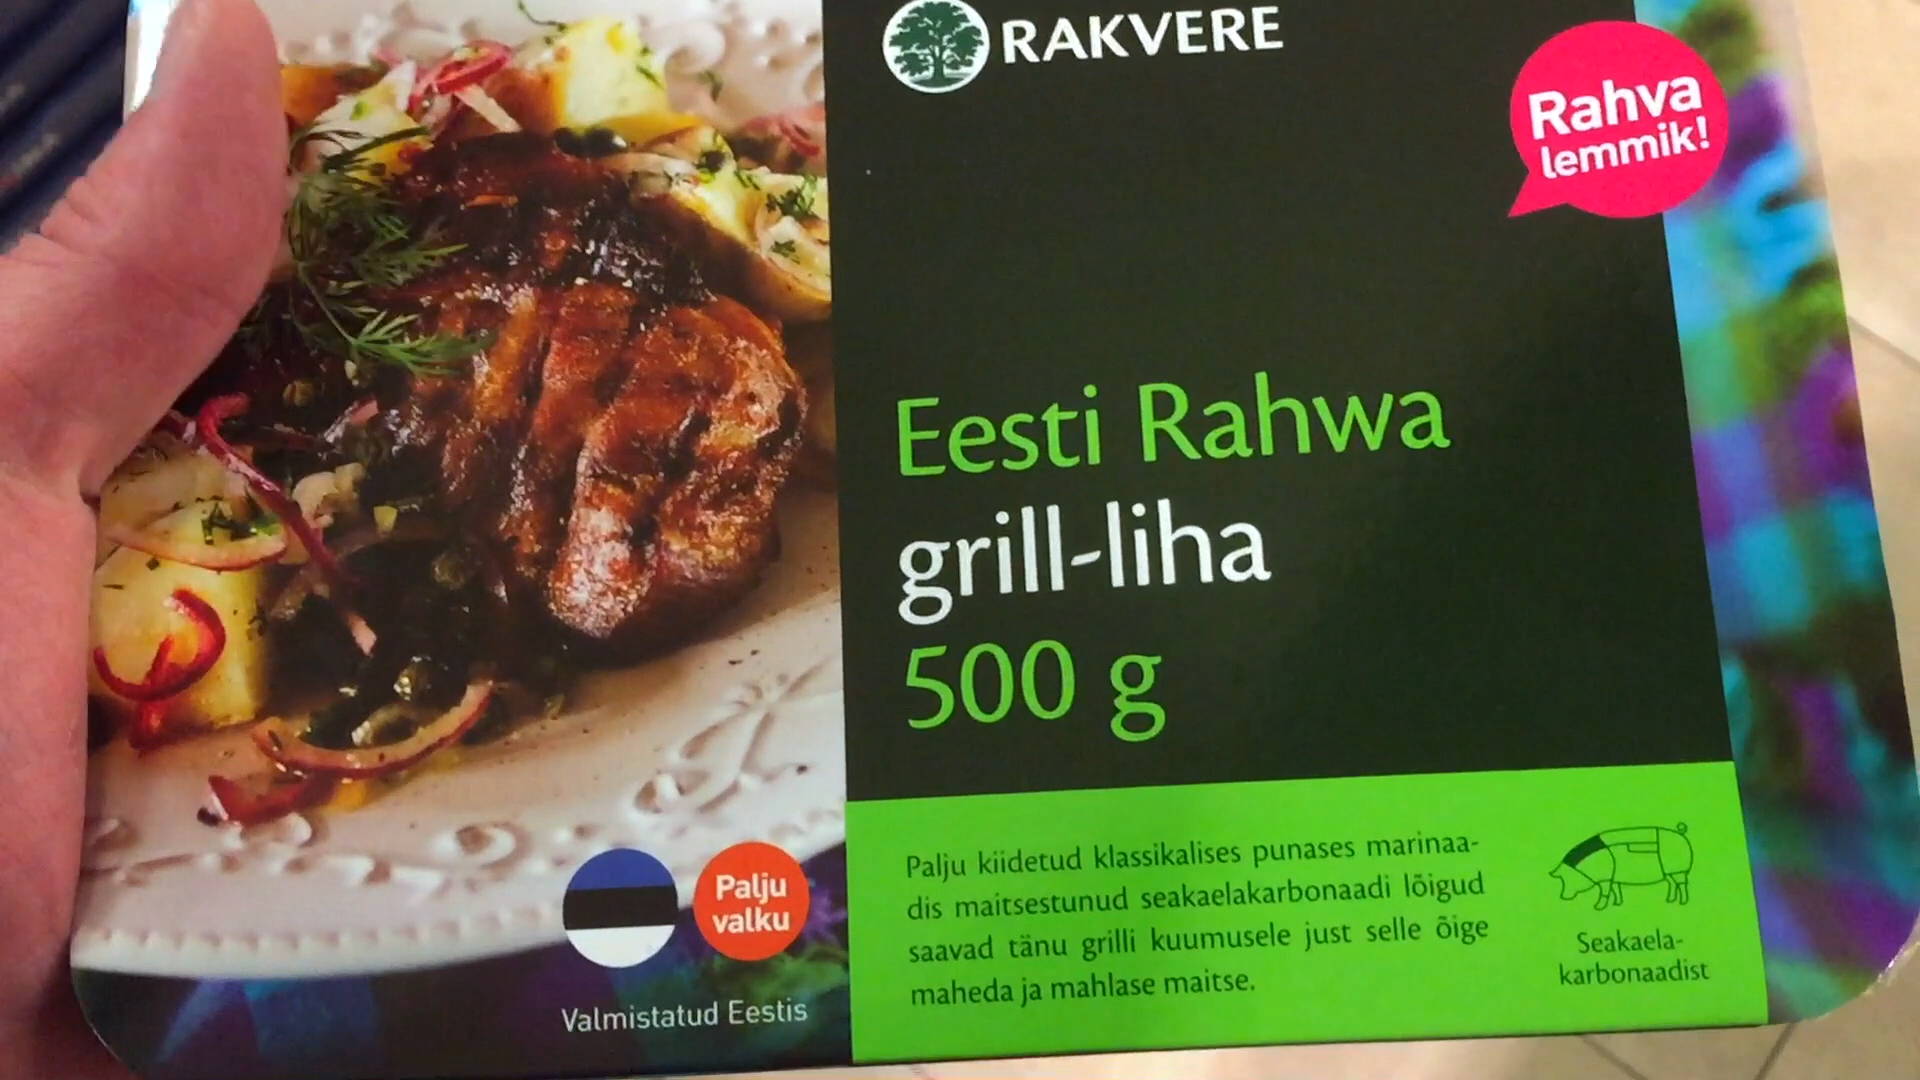 RAKVERE
Rahva
lemmik!
Eesti Rahwa
grill-liha
500 g
Palju kiidetud klassikalises punases marinaa-
dis maitsestunud seakaelakarbonaadi lõigud
saavad tänu grilli kuumusele just selle õige
maheda ja mahlase maitse.
Seakaela-
karbonaadist
Palju
valku
Valmistatud Eestis